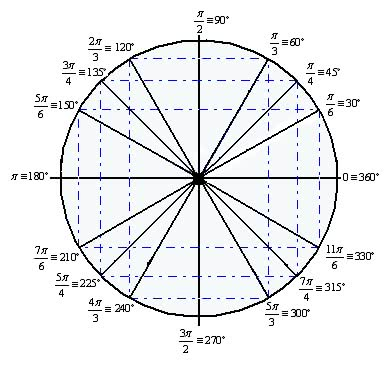 π/2 ≡ 90°
2π/3 ≡ 120°
π/3 ≡ 60°
3π/4 ≡ 135°
π/4 ≡ 45°
5π/6 ≡ 150°
π/6 ≡ 30°
π ≡ 180°
0 ≡ 360°
7π/6 ≡ 210°
11π/6 ≡ 330°
5π/4 ≡ 225°
7π/4 ≡ 315°
4π/3 ≡ 240°
5π/3 ≡ 300°
3π/2 ≡ 270°